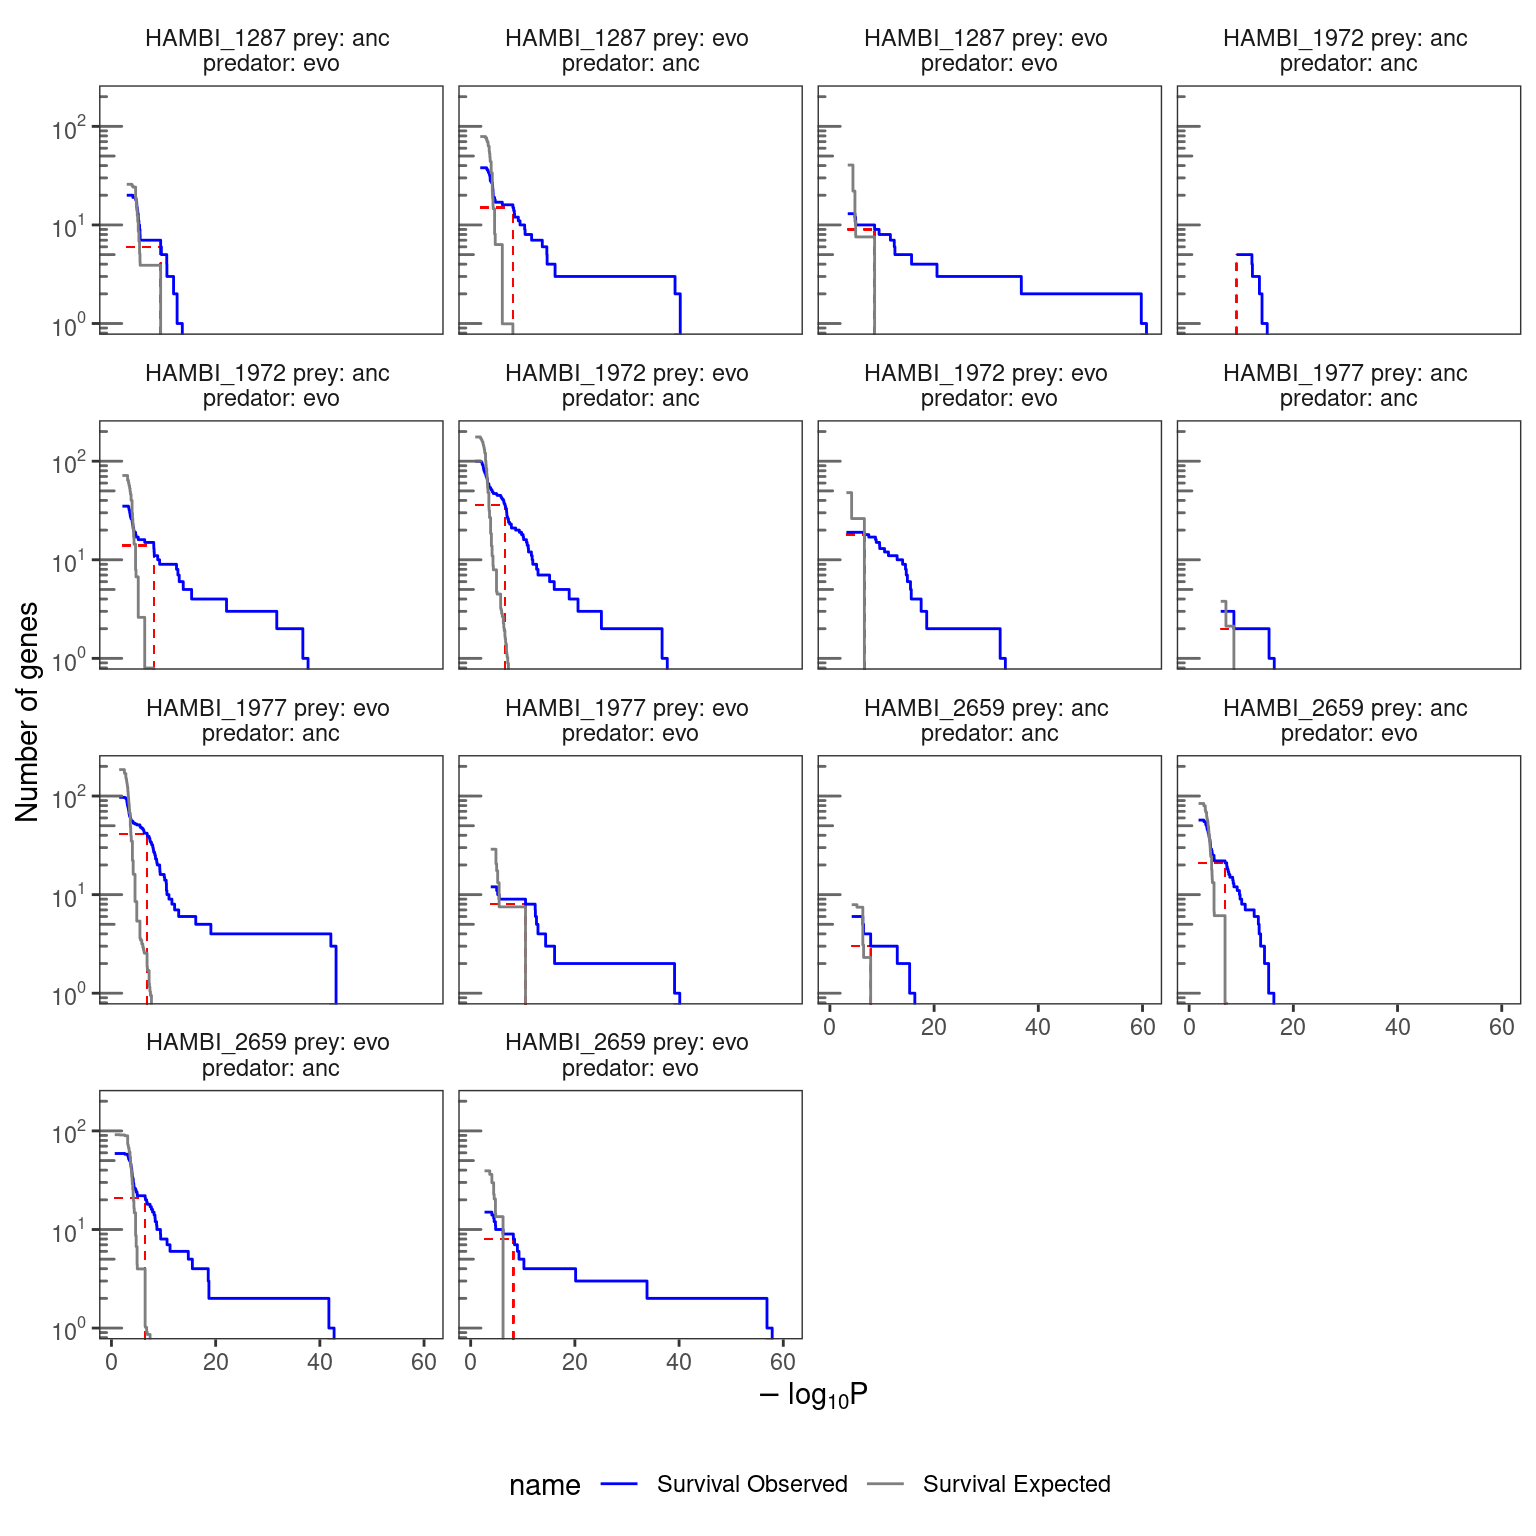 HAMBI_1287 prey: anc
predator: evo
HAMBI_1287 prey: evo
predator: anc
HAMBI_1287 prey: evo
predator: evo
HAMBI_1972 prey: anc
predator: anc
10²
10¹
10⁰
HAMBI_1972 prey: anc
predator: evo
HAMBI_1972 prey: evo
predator: anc
HAMBI_1972 prey: evo
predator: evo
HAMBI_1977 prey: anc
predator: anc
10²
10¹
10⁰
Number of genes
HAMBI_1977 prey: evo
predator: anc
HAMBI_1977 prey: evo
predator: evo
HAMBI_2659 prey: anc
predator: anc
HAMBI_2659 prey: anc
predator: evo
10²
10¹
10⁰
0 20 40 60
0 20 40 60
HAMBI_2659 prey: evo
predator: anc
HAMBI_2659 prey: evo
predator: evo
10²
10¹
10⁰
0 20 40 60
0 20 40 60
− log₁₀P
name Survival Observed Survival Expected